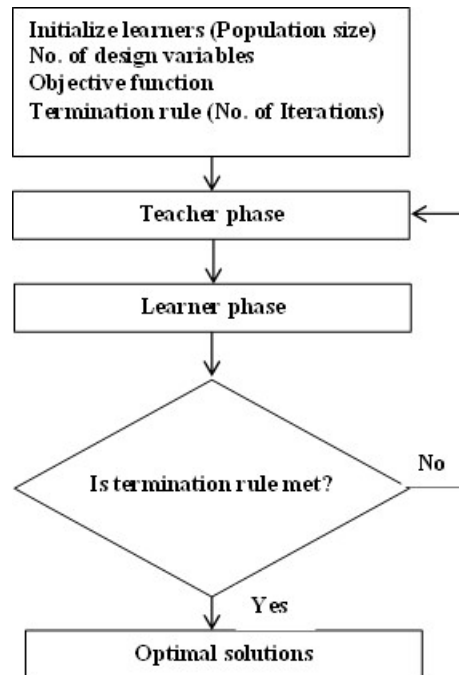 Initialize learners (Population size)
No. of design variables
Objective function
Termination rule (No. of Iterations)
Teacher phase
Learner phase
Is termination rule met?
No
Yes
Optimal solutions